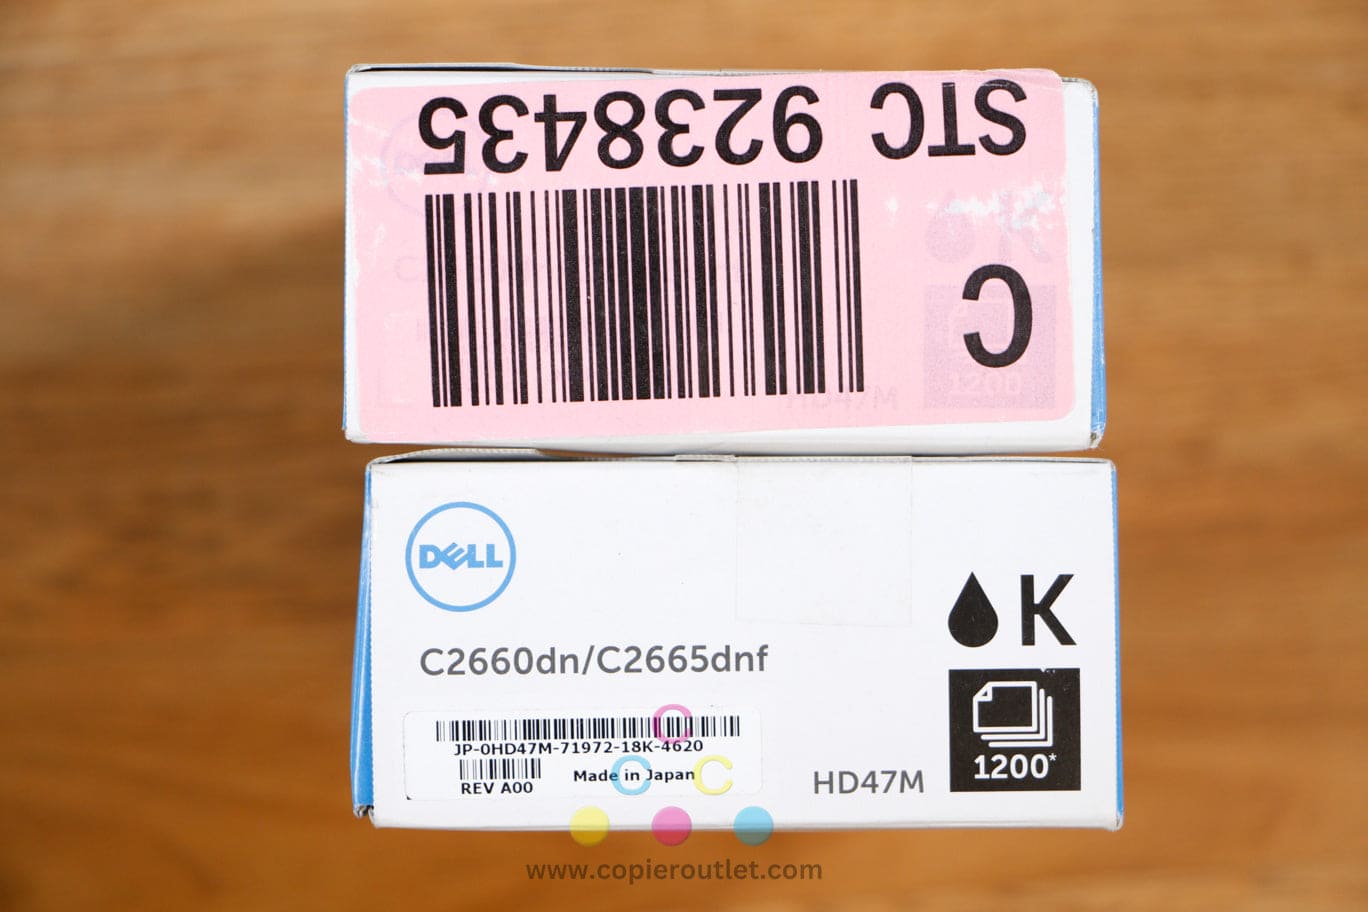 STC 9238435
C
1200
HD47M
DELL
K
C2660dn/C2665dnf
JP-0HD47M-71972-18K-4620
REV A00
Made in Japan
HD47M
1200*
C
C C
www.copieroutlet.com